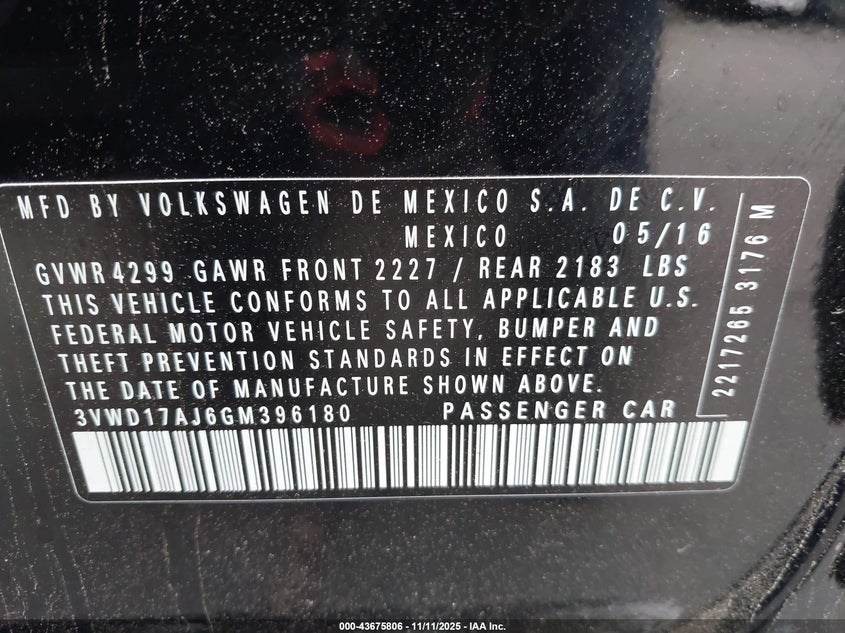 MFD BY VOLKSWAGEN DE MEXICO S.A. DE C.V.
MEXICO 05/16
GVWR 4299 GAWR FRONT 2227 / REAR 2183 LBS
THIS VEHICLE CONFORMS TO ALL APPLICABLE U.S.
FEDERAL MOTOR VEHICLE SAFETY, BUMPER AND
THEFT PREVENTION STANDARDS IN EFFECT ON
THE DATE OF MANUFACTURE SHOWN ABOVE.
3VWD17AJ6GM396180 PASSENGER CAR
2217265 3176 M
000-43675806 - 11/11/2025 - IAA Inc.